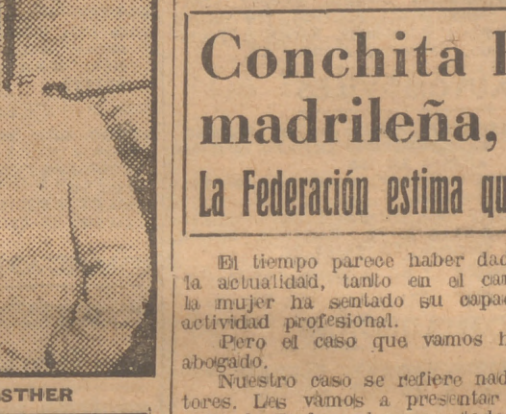 Conchita
madrileña,
La Federación estima qu
El tiempo parece haber dad
la actualidad, tanto en el cam
la mujer ha sentado su capac
actividad profesional.
Pero el caso que vamos h
abogado.
Nuestro caso se refiere nad
tores. Les vamos a presentar
STHER